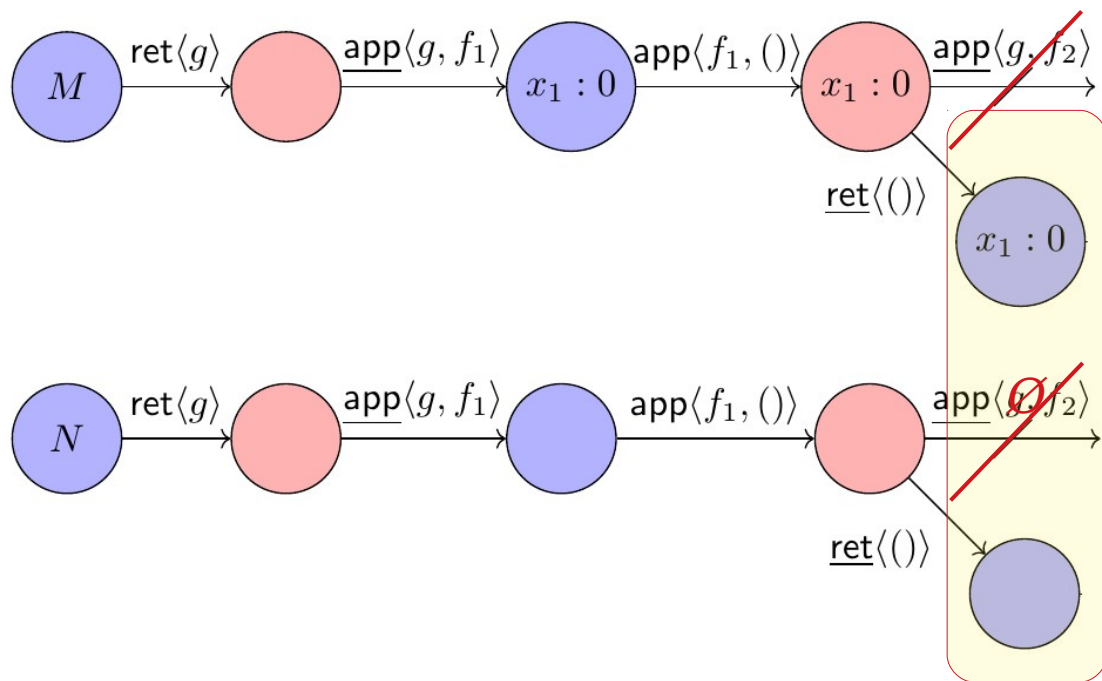 ret⟨g⟩ app⟨g, f₁⟩ app⟨f₁, ()⟩ app⟨g, f₂⟩
M x₁ : 0 x₁ : 0
ret⟨()⟩
x₁ : 0
ret⟨g⟩ app⟨g, f₁⟩ app⟨f₁, ()⟩ app⟨g, f₂⟩
∅
N
ret⟨()⟩